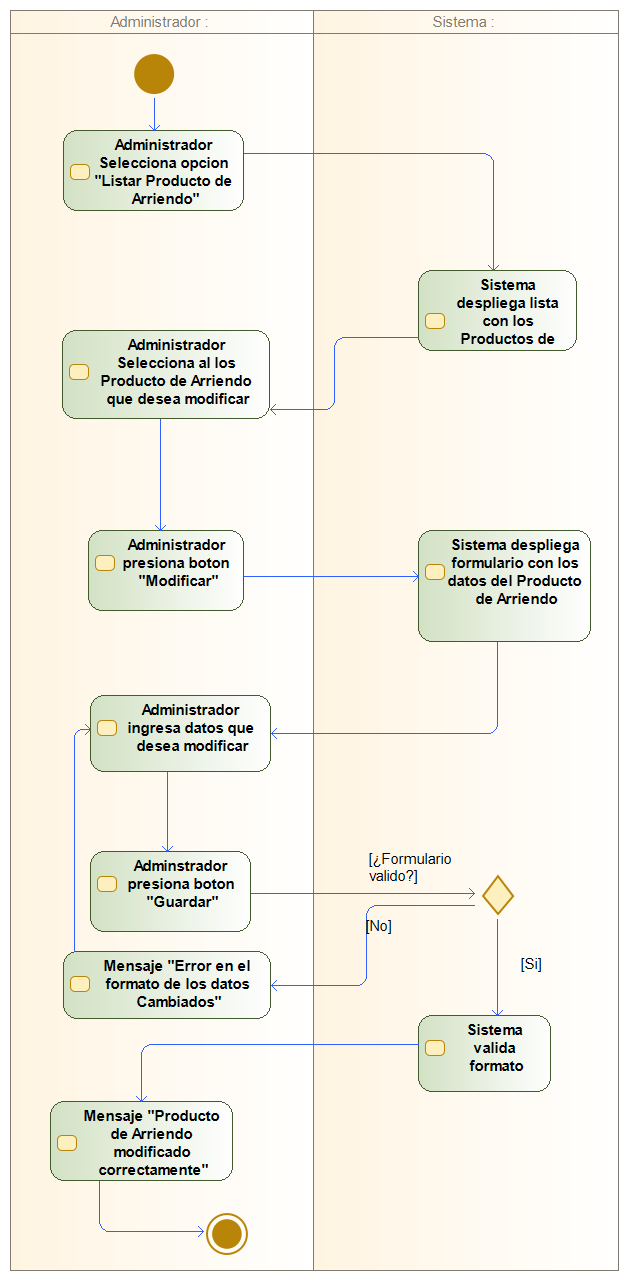 Administrador :
Sistema :
Administrador
Selecciona opcion
"Listar Producto de
Arriendo"
Sistema
despliega lista
con los
Productos de
Administrador
Selecciona al los
Producto de Arriendo
que desea modificar
Administrador
presiona boton
"Modificar"
Sistema despliega
formulario con los
datos del Producto
de Arriendo
Administrador
ingresa datos que
desea modificar
Adminstrador
presiona boton
"Guardar"
[¿Formulario
valido?]
[No]
[Si]
Mensaje "Error en el
formato de los datos
Cambiados"
Sistema
valida
formato
Mensaje "Producto
de Arriendo
modificado
correctamente"